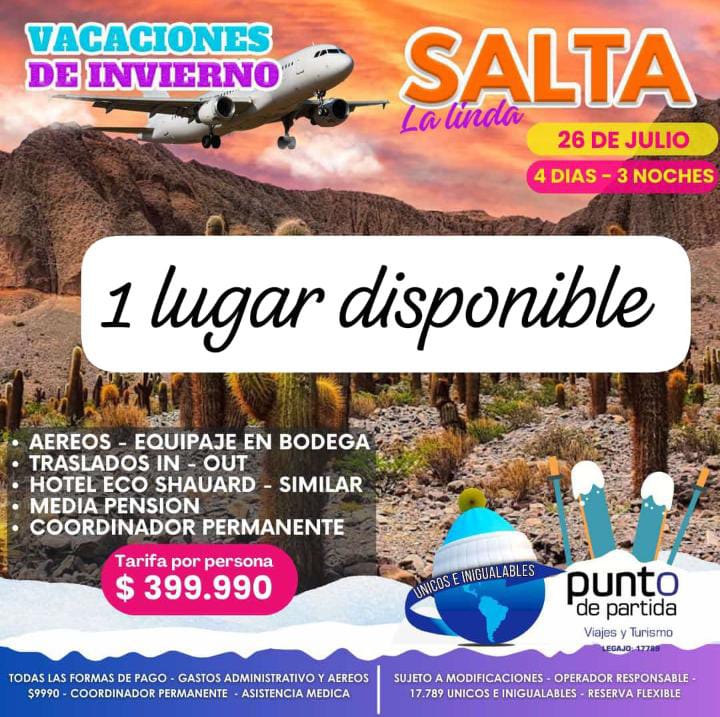 VACACIONES
DE INVIERNO
SALTA
La linda
26 DE JULIO
4 DIAS - 3 NOCHES
1 lugar disponible
• AEREOS - EQUIPAJE EN BODEGA
• TRASLADOS IN - OUT
• HOTEL ECO SHAUARD - SIMILAR
• MEDIA PENSION
• COORDINADOR PERMANENTE
Tarifa por persona
$ 399.990
ÚNICOS E INIGUALABLES
punto
de partida
Viajes y Turismo
LEGAJO: 17789
TODAS LAS FORMAS DE PAGO - GASTOS ADMINISTRATIVO Y AEREOS
$9990 - COORDINADOR PERMANENTE - ASISTENCIA MEDICA
SUJETO A MODIFICACIONES - OPERADOR RESPONSABLE -
17.789 UNICOS E INIGUALABLES - RESERVA FLEXIBLE